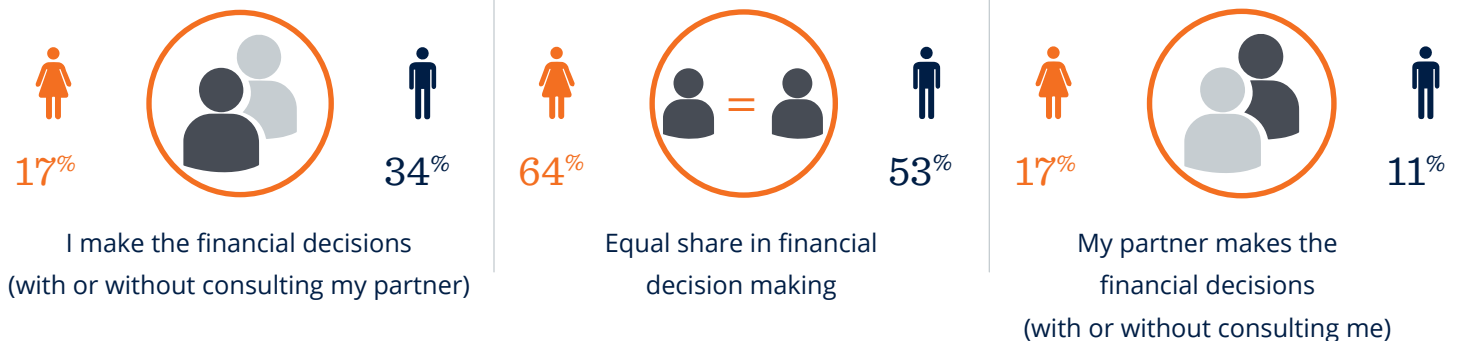 17%
34%
I make the financial decisions
(with or without consulting my partner)
=
64%
53%
Equal share in financial
decision making
17%
11%
My partner makes the
financial decisions
(with or without consulting me)